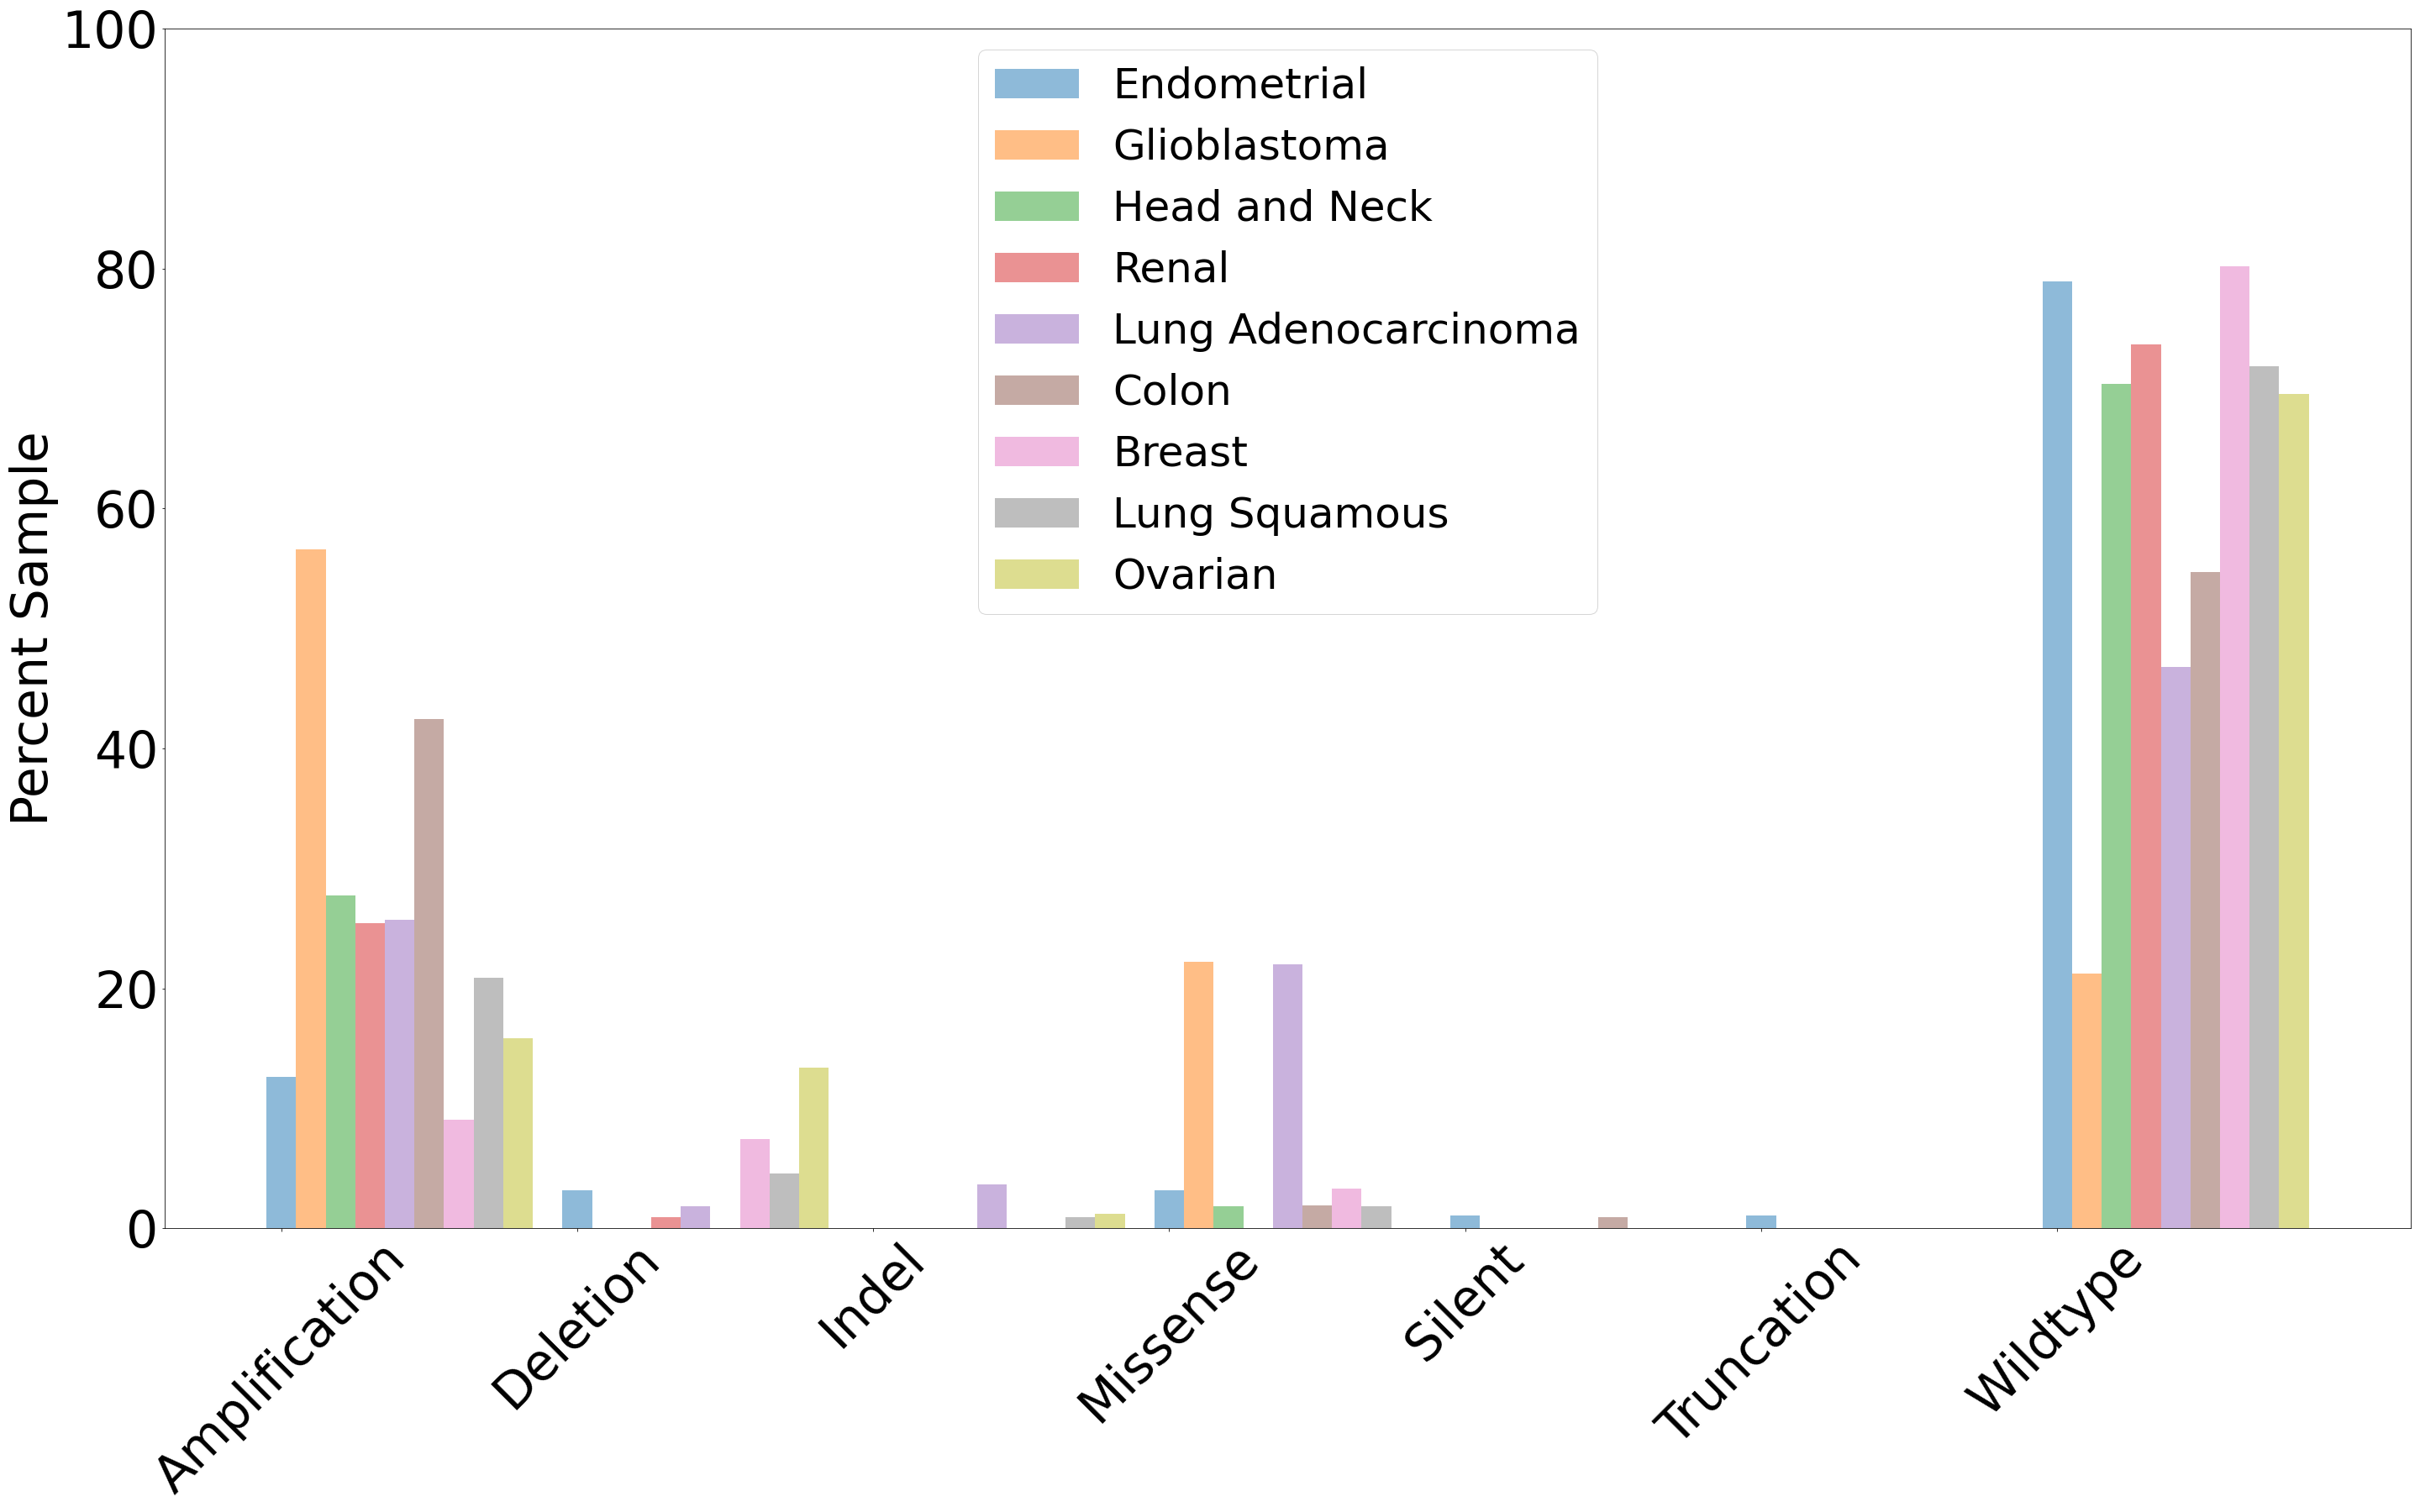 Percent Sample
100
80
60
40
20
0
Endometrial
Glioblastoma
Head and Neck
Renal
Lung Adenocarcinoma
Colon
Breast
Lung Squamous
Ovarian
Amplification
Deletion
Indel
Missense
Silent
Truncation
Wildtype